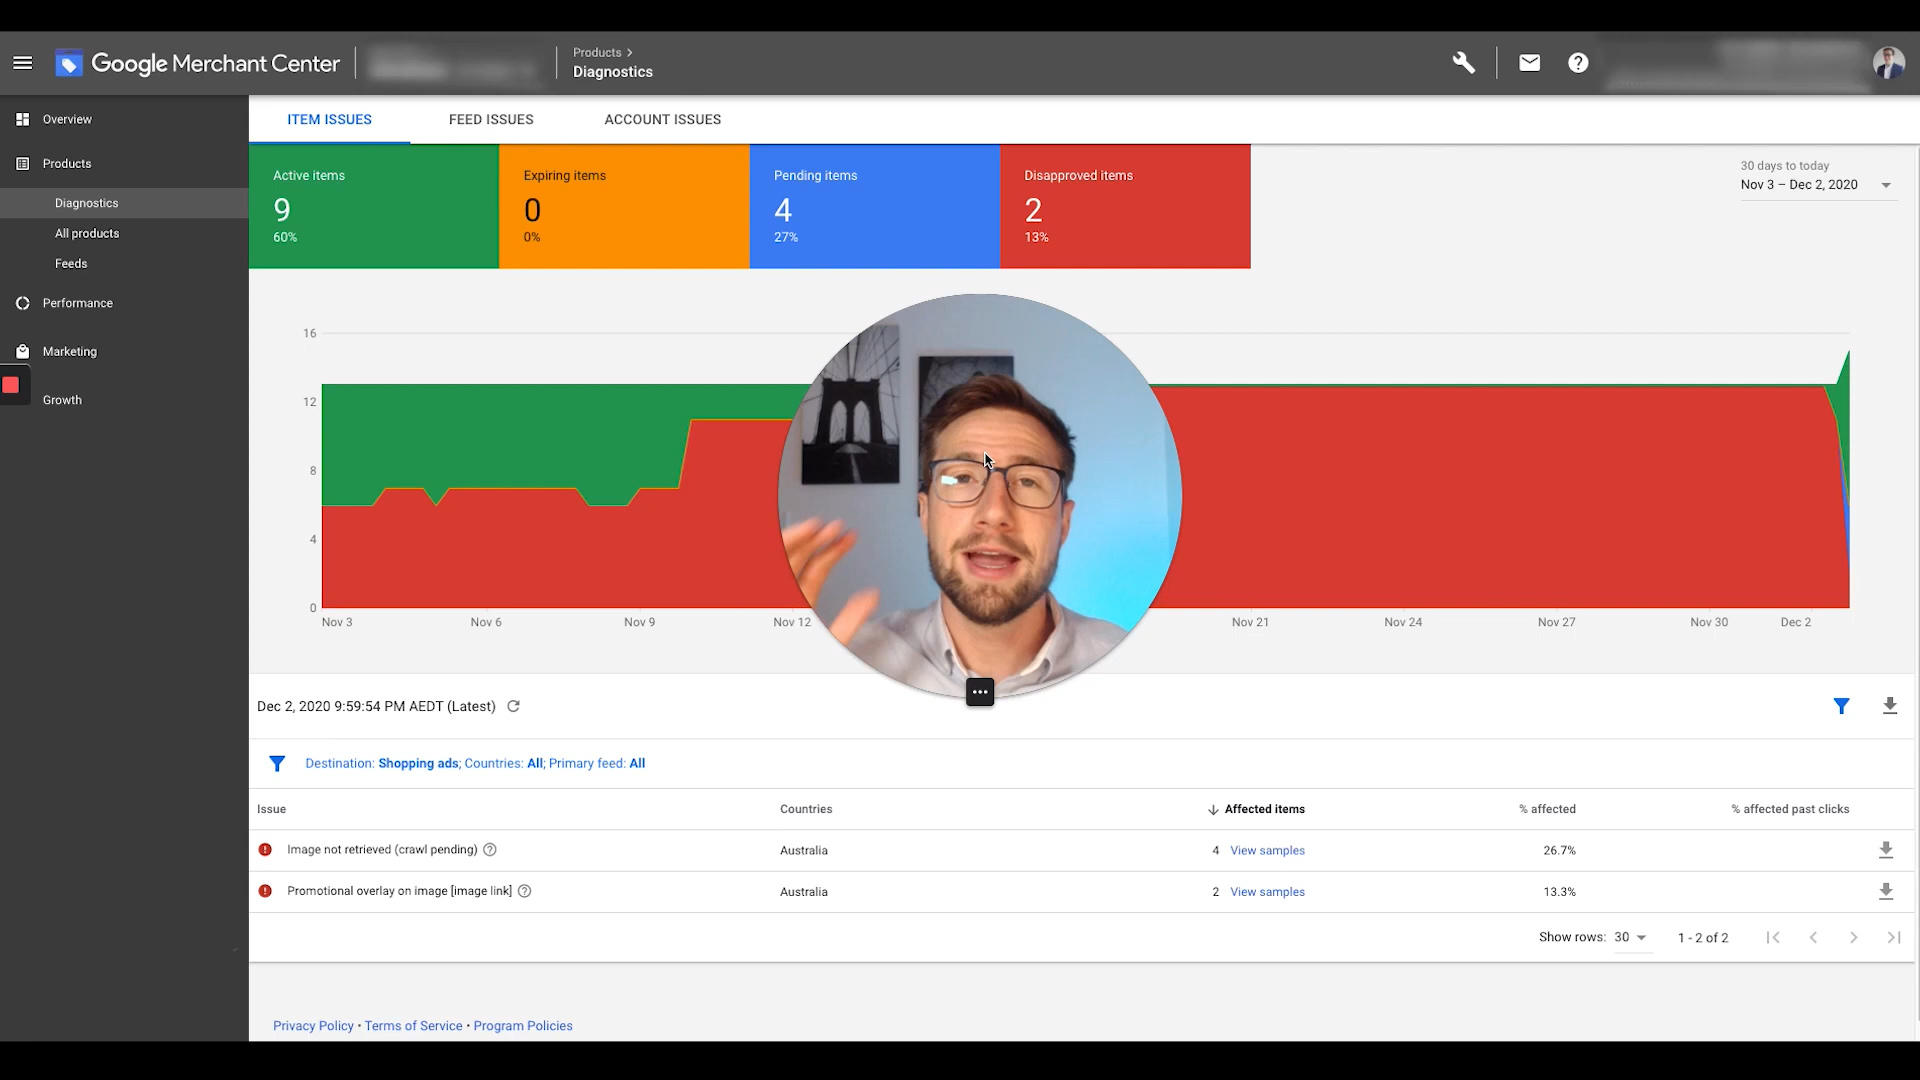 Google Merchant Center
Products >
Diagnostics
Overview
Products
Diagnostics
All products
Feeds
Performance
Marketing
Growth
ITEM ISSUES
FEED ISSUES
ACCOUNT ISSUES
Active items
9
60%
Expiring items
0
0%
Pending items
4
27%
Disapproved items
2
13%
30 days to today
Nov 3 – Dec 2, 2020
16
12
8
4
0
Nov 3
Nov 6
Nov 9
Nov 12
Nov 21
Nov 24
Nov 27
Nov 30
Dec 2
Dec 2, 2020 9:59:54 PM AEDT (Latest)
Destination: Shopping ads; Countries: All; Primary feed: All
Issue Countries Affected items % affected % affected past clicks
Image not retrieved (crawl pending) Australia 4 View samples 26.7%
Promotional overlay on image [image link] Australia 2 View samples 13.3%
Show rows: 30 1 - 2 of 2
Privacy Policy • Terms of Service • Program Policies